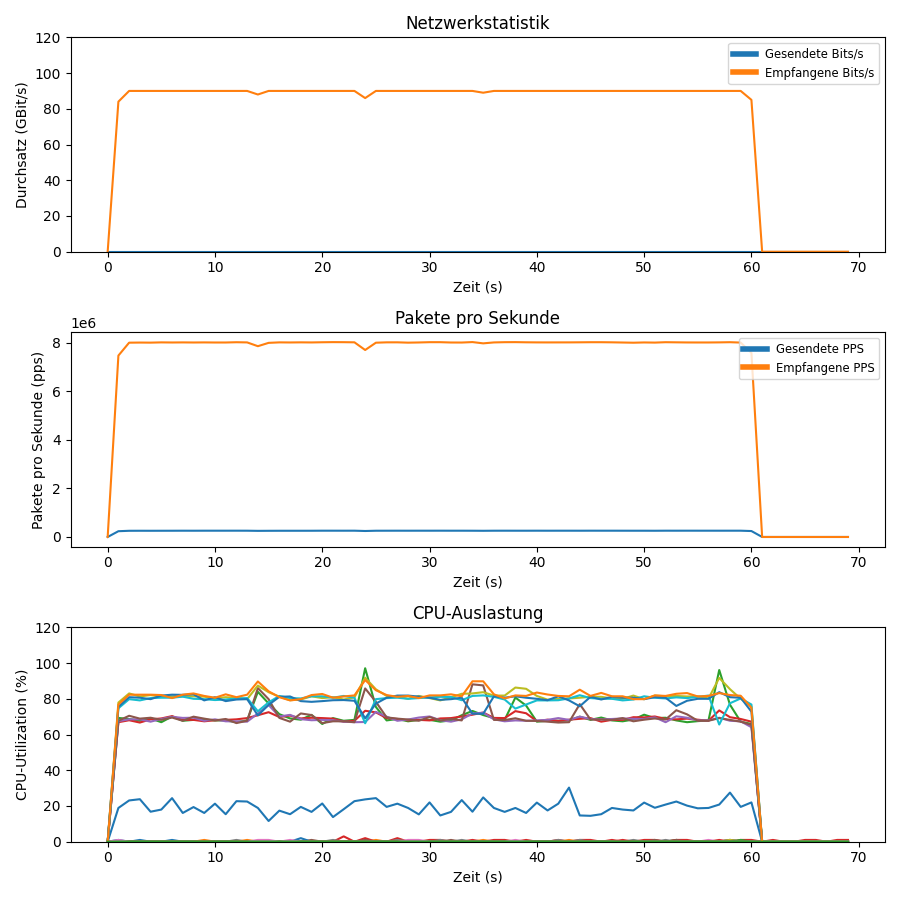 Netzwerkstatistik
Durchsatz (GBit/s)
120
100
80
60
40
20
0
Gesendete Bits/s
Empfangene Bits/s
0 10 20 30 40 50 60 70
Zeit (s)
Pakete pro Sekunde
1e6
Pakete pro Sekunde (pps)
8
6
4
2
0
Gesendete PPS
Empfangene PPS
0 10 20 30 40 50 60 70
Zeit (s)
CPU-Auslastung
CPU-Utilization (%)
120
100
80
60
40
20
0
0 10 20 30 40 50 60 70
Zeit (s)